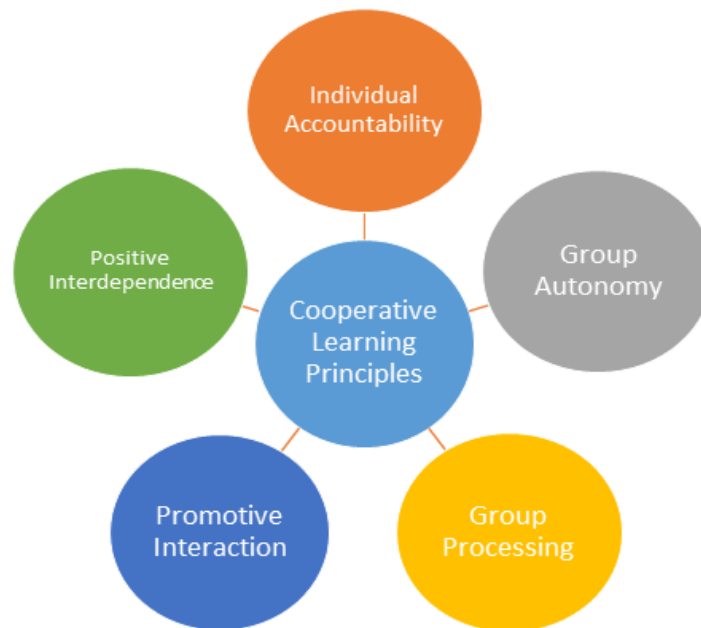 Individual
Accountability
Positive
Interdependence
Group
Autonomy
Cooperative
Learning
Principles
Promotive
Interaction
Group
Processing